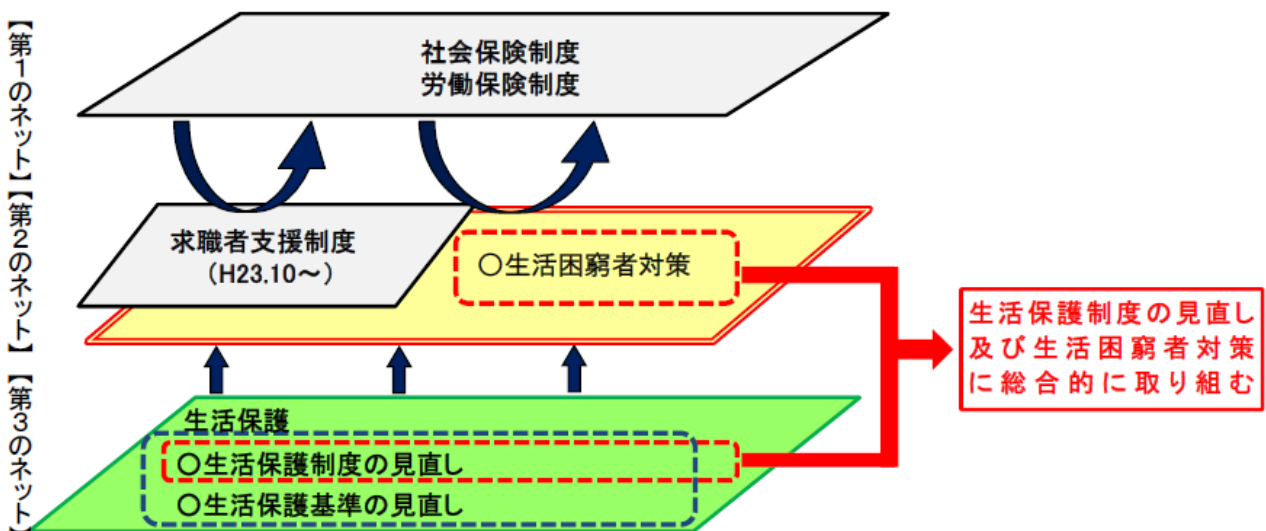 【第1のネット】
社会保険制度
労働保険制度
【第2のネット】
求職者支援制度
（H23.10～）
○生活困窮者対策
【第3のネット】
生活保護
○生活保護制度の見直し
○生活保護基準の見直し
生活保護制度の見直し
及び生活困窮者対策
に総合的に取り組む